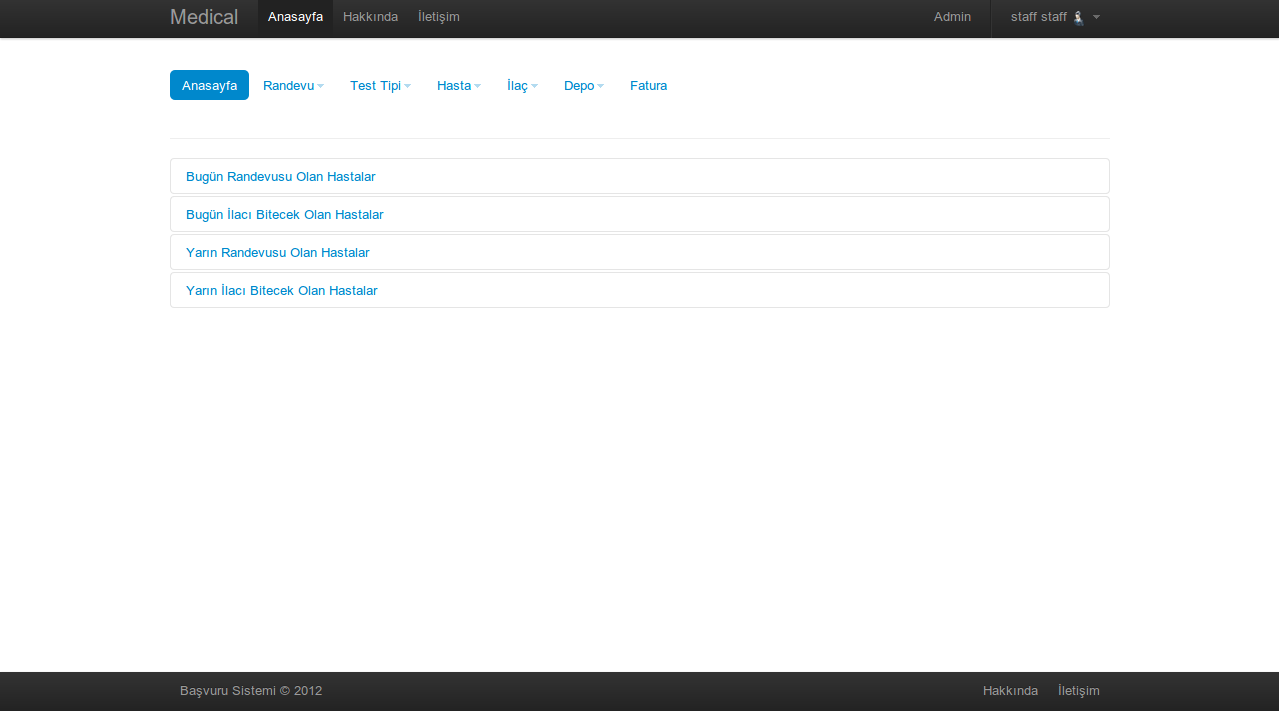 Medical Anasayfa Hakkında İletişim Admin staff staff
Anasayfa Randevu Test Tipi Hasta İlaç Depo Fatura
Bugün Randevusu Olan Hastalar
Bugün İlacı Bitecek Olan Hastalar
Yarın Randevusu Olan Hastalar
Yarın İlacı Bitecek Olan Hastalar
Başvuru Sistemi © 2012 Hakkında İletişim